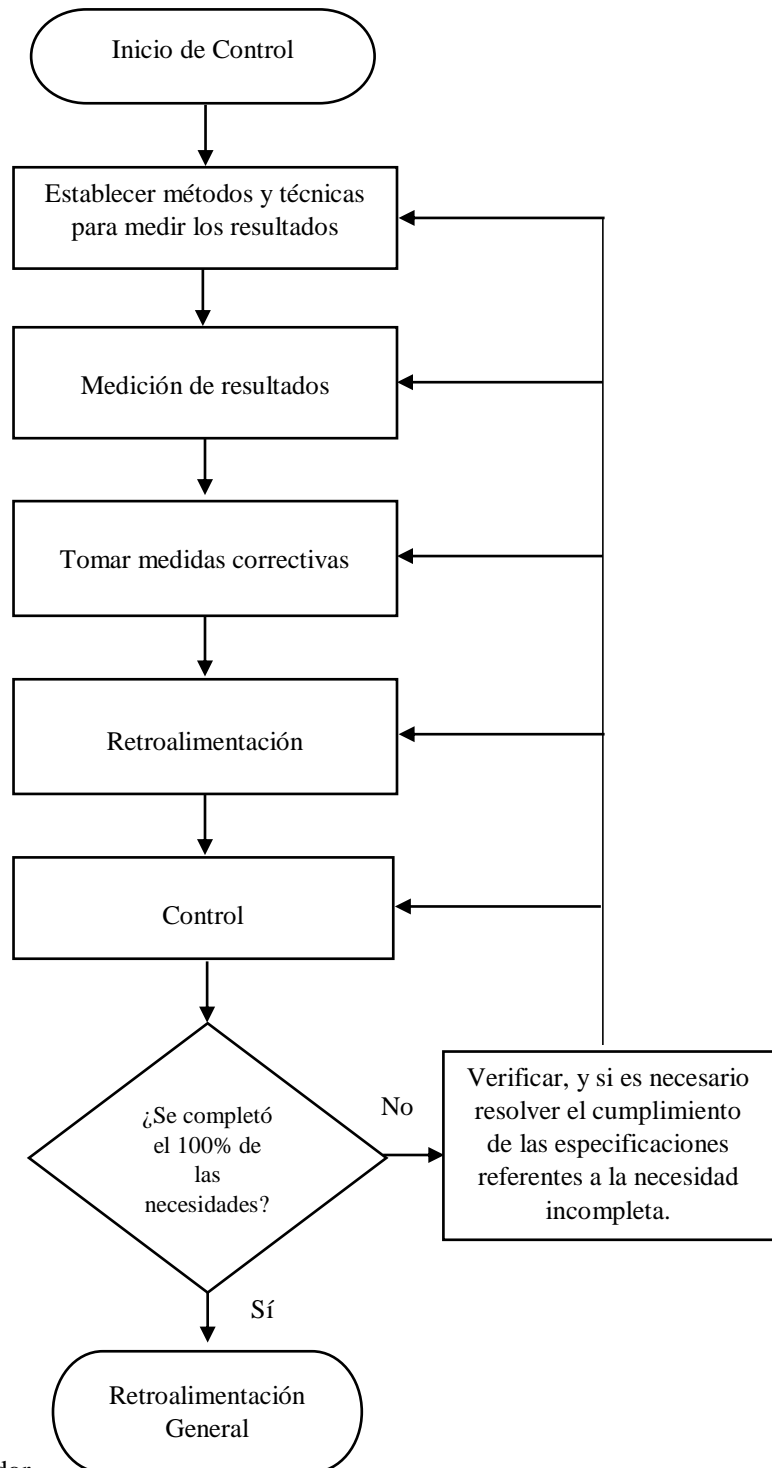 Inicio de Control
Establecer métodos y técnicas
para medir los resultados
Medición de resultados
Tomar medidas correctivas
Retroalimentación
Control
¿Se completó
el 100% de
las
necesidades?
No
Verificar, y si es necesario
resolver el cumplimiento
de las especificaciones
referentes a la necesidad
incompleta.
Sí
Retroalimentación
General